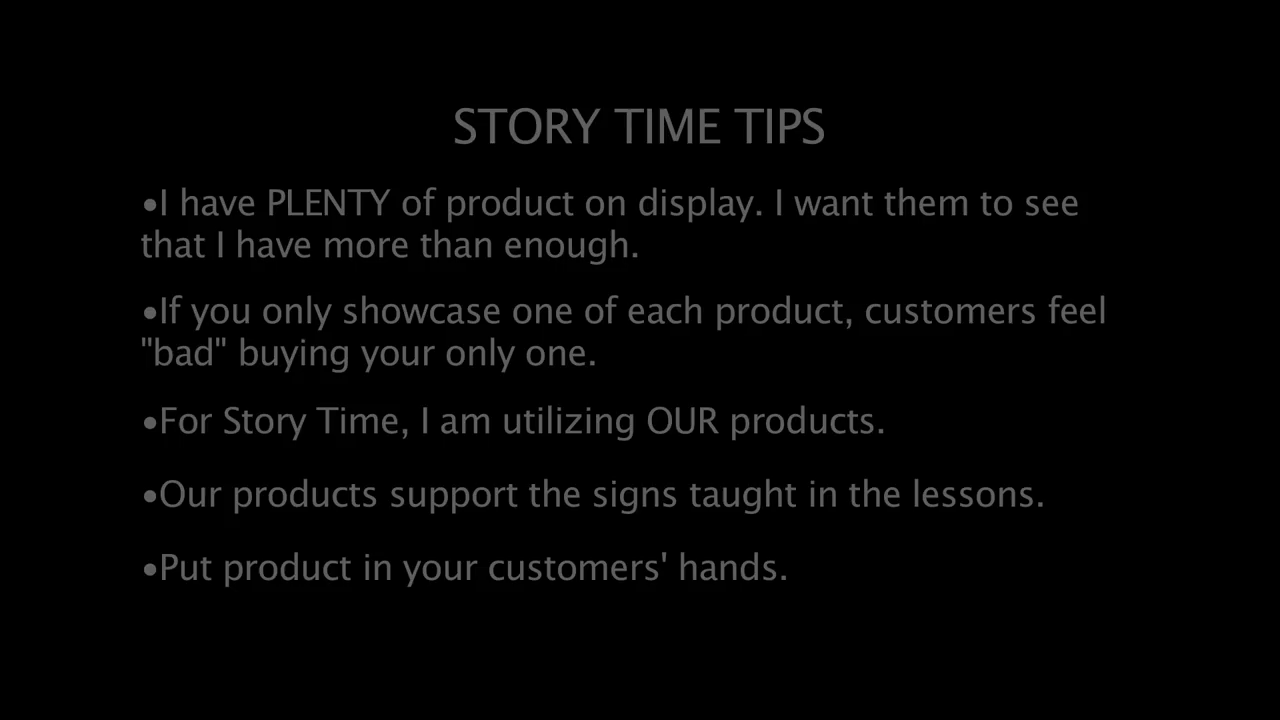 STORY TIME TIPS
•I have PLENTY of product on display. I want them to see
that I have more than enough.
•If you only showcase one of each product, customers feel
"bad" buying your only one.
•For Story Time, I am utilizing OUR products.
•Our products support the signs taught in the lessons.
•Put product in your customers' hands.